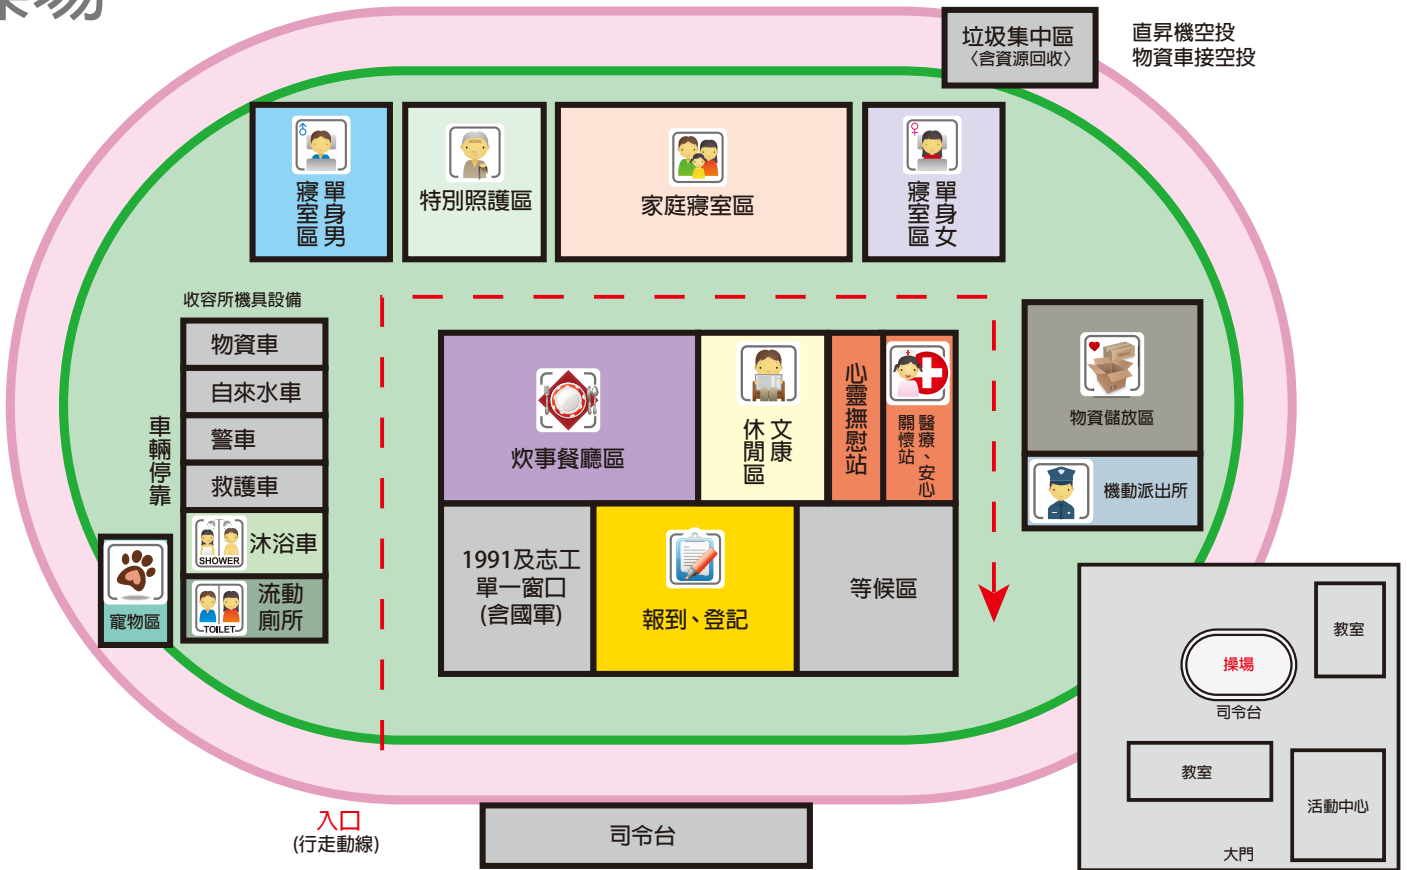 操場
垃圾集中區
〈含資源回收〉
直昇機空投
物資車接空投
單身男
寢室區
特別照護區
家庭寢室區
單身女
寢室區
收容所機具設備
物資車
自來水車
警車
救護車
SHOWER
沐浴車
TOILET
流動
廁所
車輛停靠
寵物區
炊事餐廳區
文康
休閒區
心靈撫慰站
醫療、安心
關懷站
1991及志工
單一窗口
(含國軍)
報到、登記
等候區
物資儲放區
機動派出所
入口
(行走動線)
司令台
教室
操場
司令台
教室
活動中心
大門